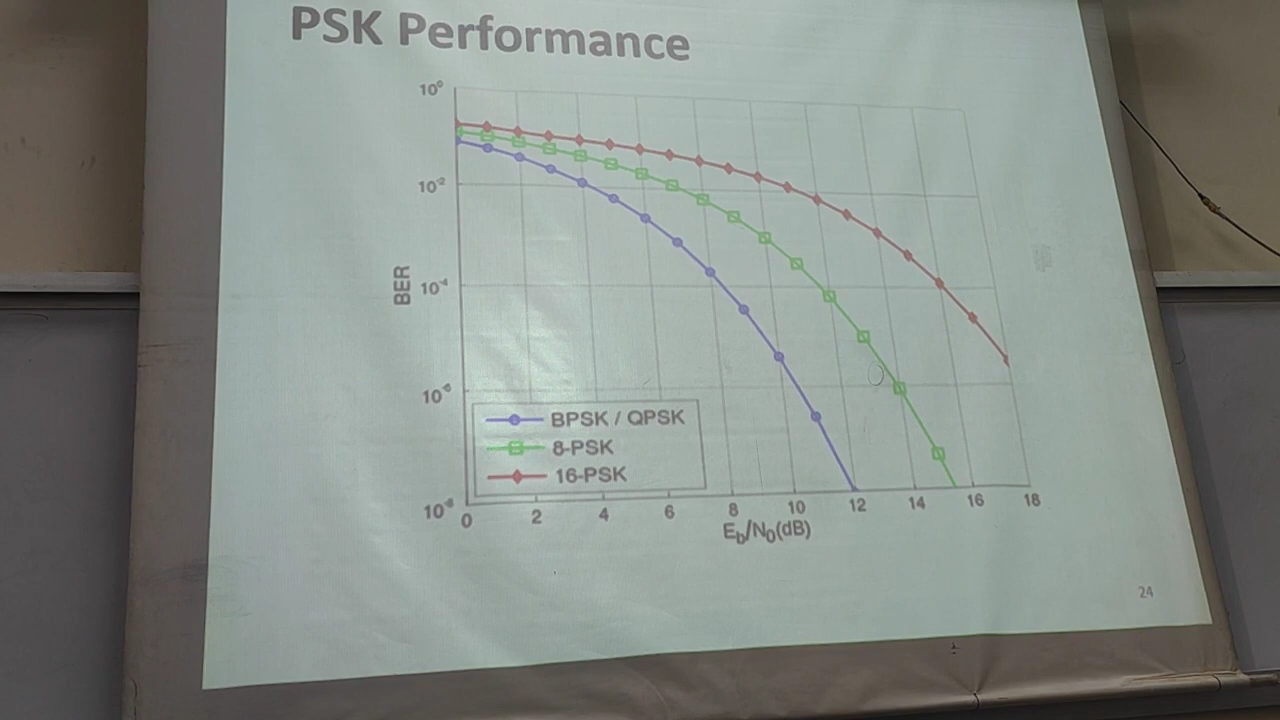 PSK Performance
10⁰
10⁻²
10⁻⁴
10⁻⁶
10⁻⁸
BER
BPSK / QPSK
8-PSK
16-PSK
0 2 4 6 8 10 12 14 16 18
E_b/N_0(dB)
24